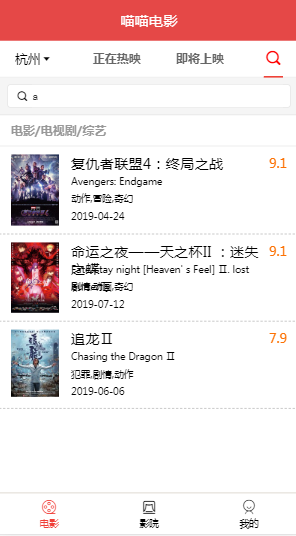 喵喵电影
杭州 正在热映 即将上映
a
电影/电视剧/综艺
复仇者联盟4：终局之战 9.1
Avengers: Endgame
动作,冒险,奇幻
2019-04-24
命运之夜——天之杯II ：迷失 9.1
之蝶
stay night [Heaven's Feel] II. lost
剧情,动画,奇幻
2019-07-12
追龙Ⅱ 7.9
Chasing the Dragon Ⅱ
犯罪,剧情,动作
2019-06-06
电影 影院 我的